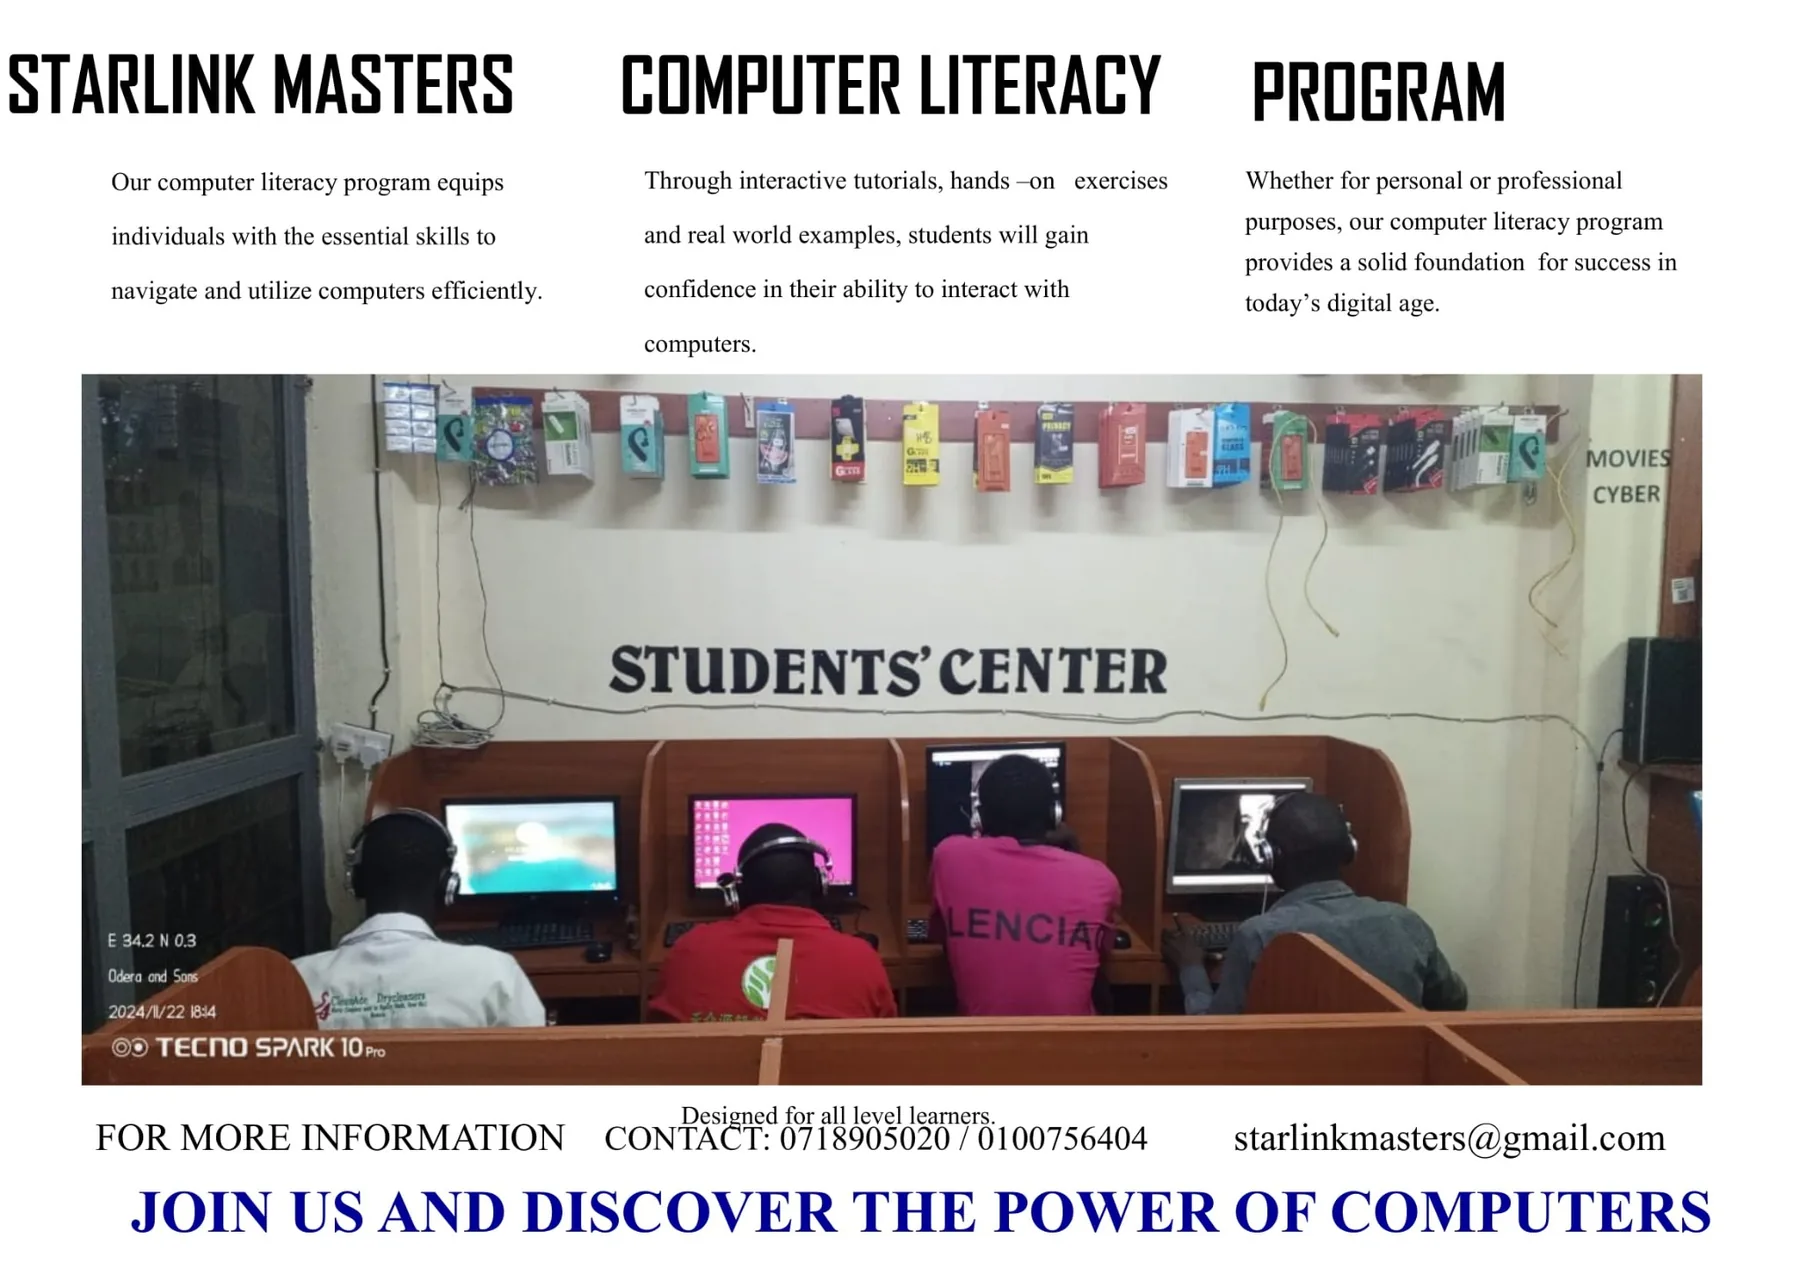 STARLINK MASTERS
COMPUTER LITERACY
PROGRAM
Our computer literacy program equips
individuals with the essential skills to
navigate and utilize computers efficiently.
Through interactive tutorials, hands –on exercises
and real world examples, students will gain
confidence in their ability to interact with
computers.
Whether for personal or professional
purposes, our computer literacy program
provides a solid foundation for success in
today’s digital age.
PRIVACY
MOVIES
CYBER
STUDENTS’ CENTER
LENCIA
E 34.2 N 0.3
Odera and Sons
2024/11/22 18:14
TECNO SPARK 10 Pro
Drycleaners
Designed for all level learners.
FOR MORE INFORMATION
CONTACT: 0718905020 / 0100756404
starlinkmasters@gmail.com
JOIN US AND DISCOVER THE POWER OF COMPUTERS